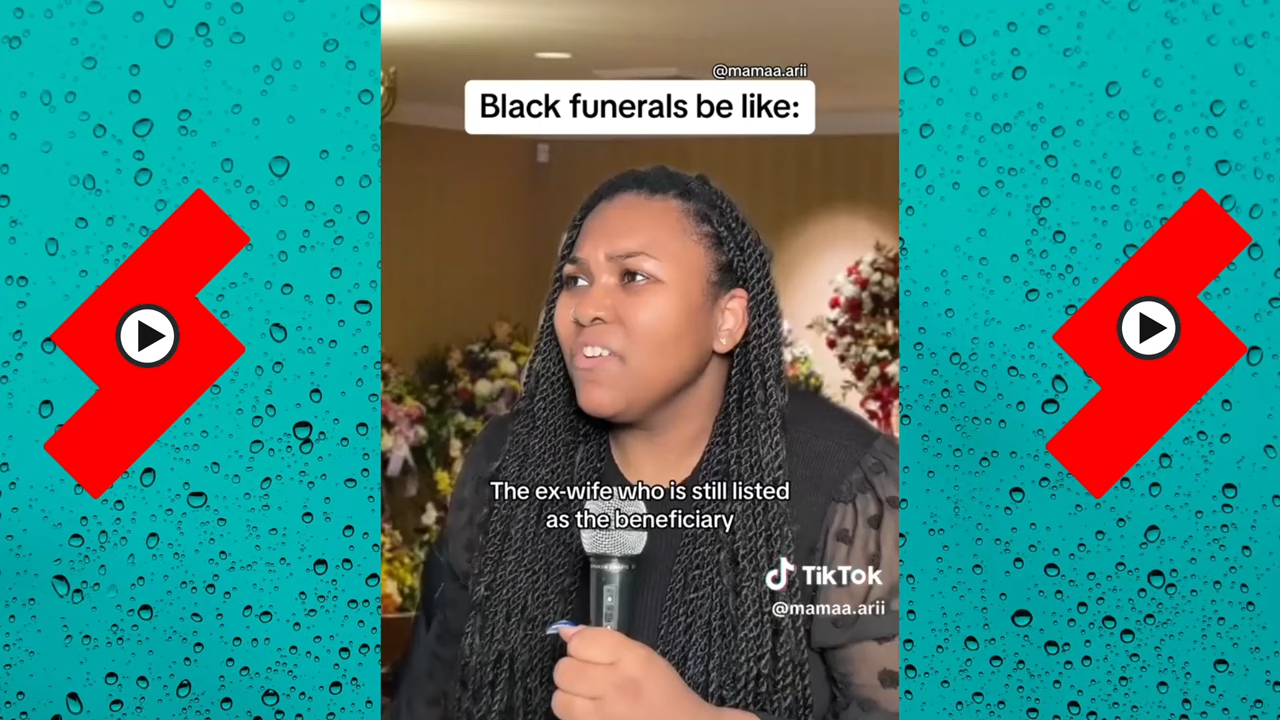 @mamaa.arii
Black funerals be like:
The ex-wife who is still listed
as the beneficiary
TikTok
@mamaa.arii